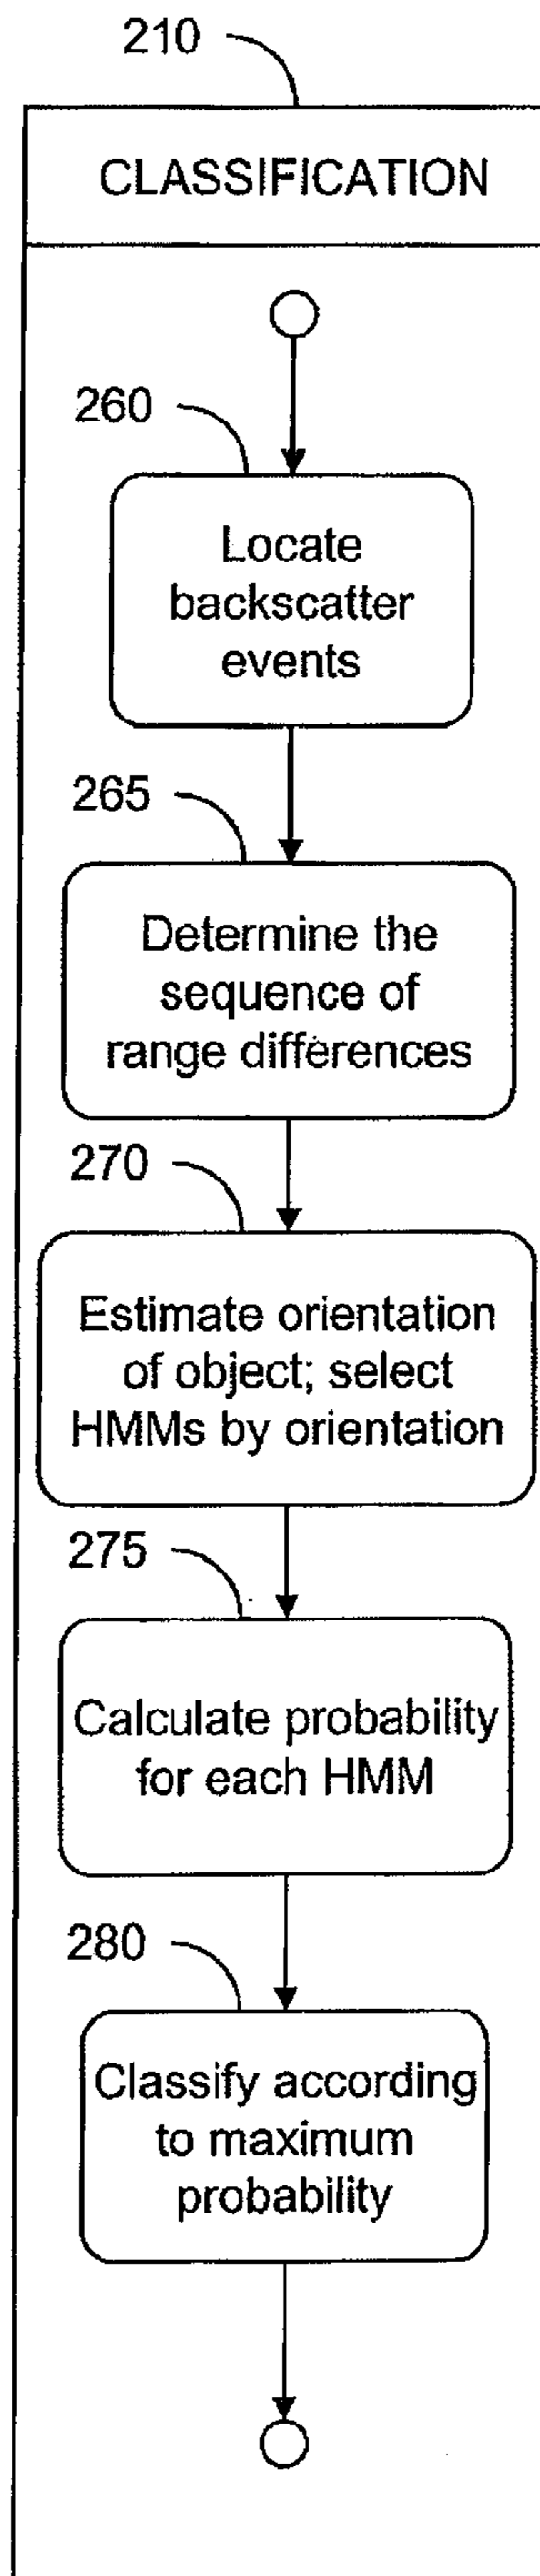 210
CLASSIFICATION
260
Locate
backscatter
events
265
Determine the
sequence of
range differences
270
Estimate orientation
of object; select
HMMs by orientation
275
Calculate probability
for each HMM
280
Classify according
to maximum
probability